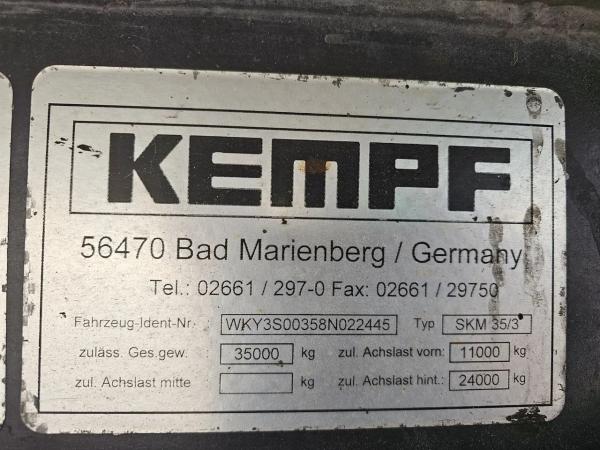 KEMPF
56470 Bad Marienberg / Germany
Tel.: 02661 / 297-0 Fax: 02661 / 29750
Fahrzeug-Ident-Nr. WKY3S00358N022445 Typ SKM 35/3
zuläss. Ges.gew. 35000 kg zul. Achslast vorn: 11000 kg
zul. Achslast mitte kg zul. Achslast hint.: 24000 kg